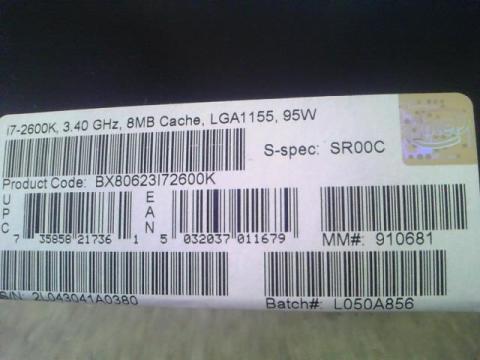 I7-2600K, 3.40 GHz, 8MB Cache, LGA1155, 95W
S-spec: SR00C
Product Code: BX80623I72600K
UPC
7 35858 21736 1
EAN
5 032037 011679
MM#: 910681
S/N: 2L043041A0380
Batch#: L050A856